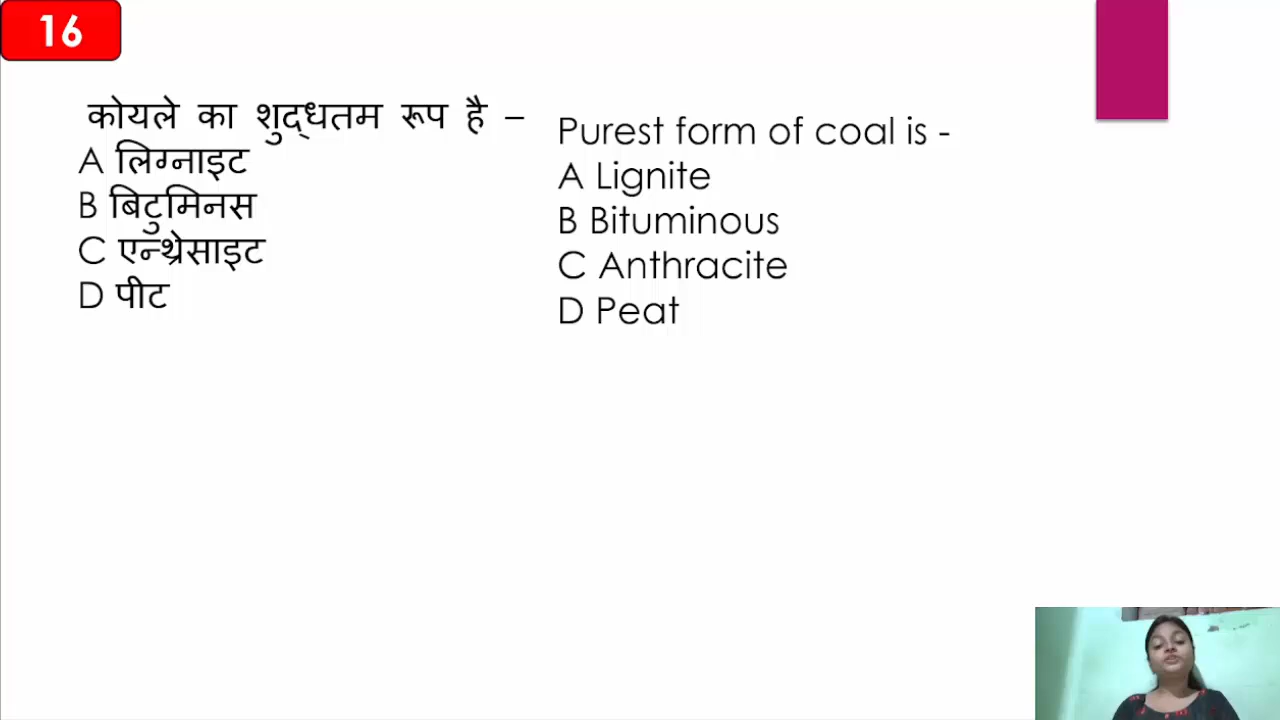 16
कोयले का शुद्धतम रूप है –
A लिग्नाइट
B बिटुमिनस
C एन्थ्रेसाइट
D पीट
Purest form of coal is -
A Lignite
B Bituminous
C Anthracite
D Peat